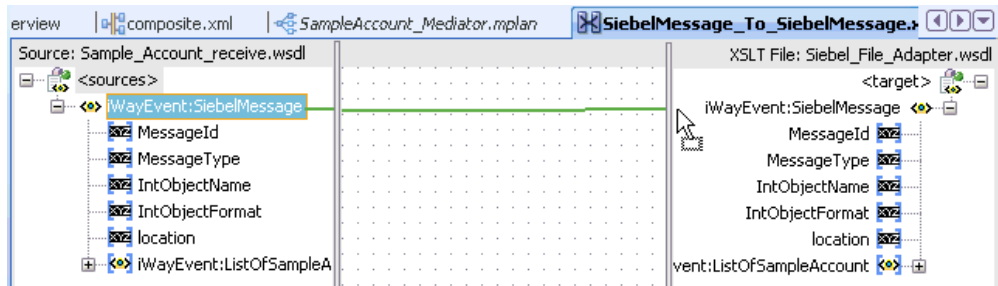 erview composite.xml SampleAccount_Mediator.mplan SiebelMessage_To_SiebelMessage.x
Source: Sample_Account_receive.wsdl XSLT File: Siebel_File_Adapter.wsdl
<sources> <target>
iWayEvent:SiebelMessage iWayEvent:SiebelMessage
MessageId MessageId
MessageType MessageType
IntObjectName IntObjectName
IntObjectFormat IntObjectFormat
location location
iWayEvent:ListOfSampleA vent:ListOfSampleAccount